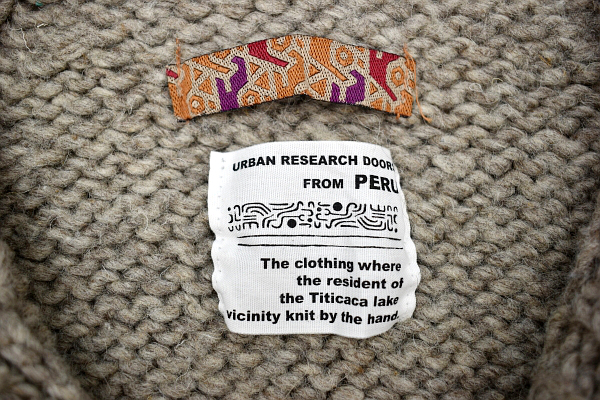 URBAN RESEARCH DOOR
FROM PERU
The clothing where
the resident of
the Titicaca lake
vicinity knit by the hand.